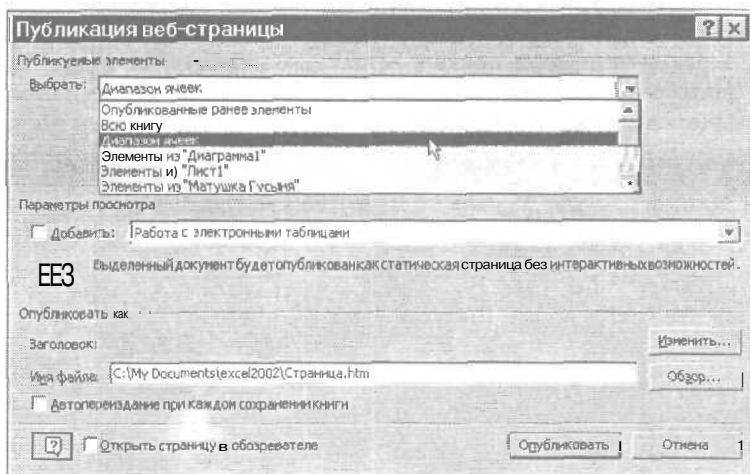 Публикация веб-страницы
Публикуемые элементы
Выбрать: Диапазон ячеек
Опубликованные ранее элементы
Всю книгу
Диапазон ячеек
Элементы из "Диаграмма1"
Элементы и) "Лист1"
Элементы из "Матушка Гусыня"
Параметры просмотра
Добавить: Работа с электронными таблицами
ЕЕЗ Выделенный документ будет опубликован как статическая страница без интерактивных возможностей.
Опубликовать как
Заголовок: Изменить...
Имя файла: C:\My Documents\excel2002\Страница.htm Обзор...
Автопереиздание при каждом сохранении книги
Открыть страницу в обозревателе Опубликовать Отмена